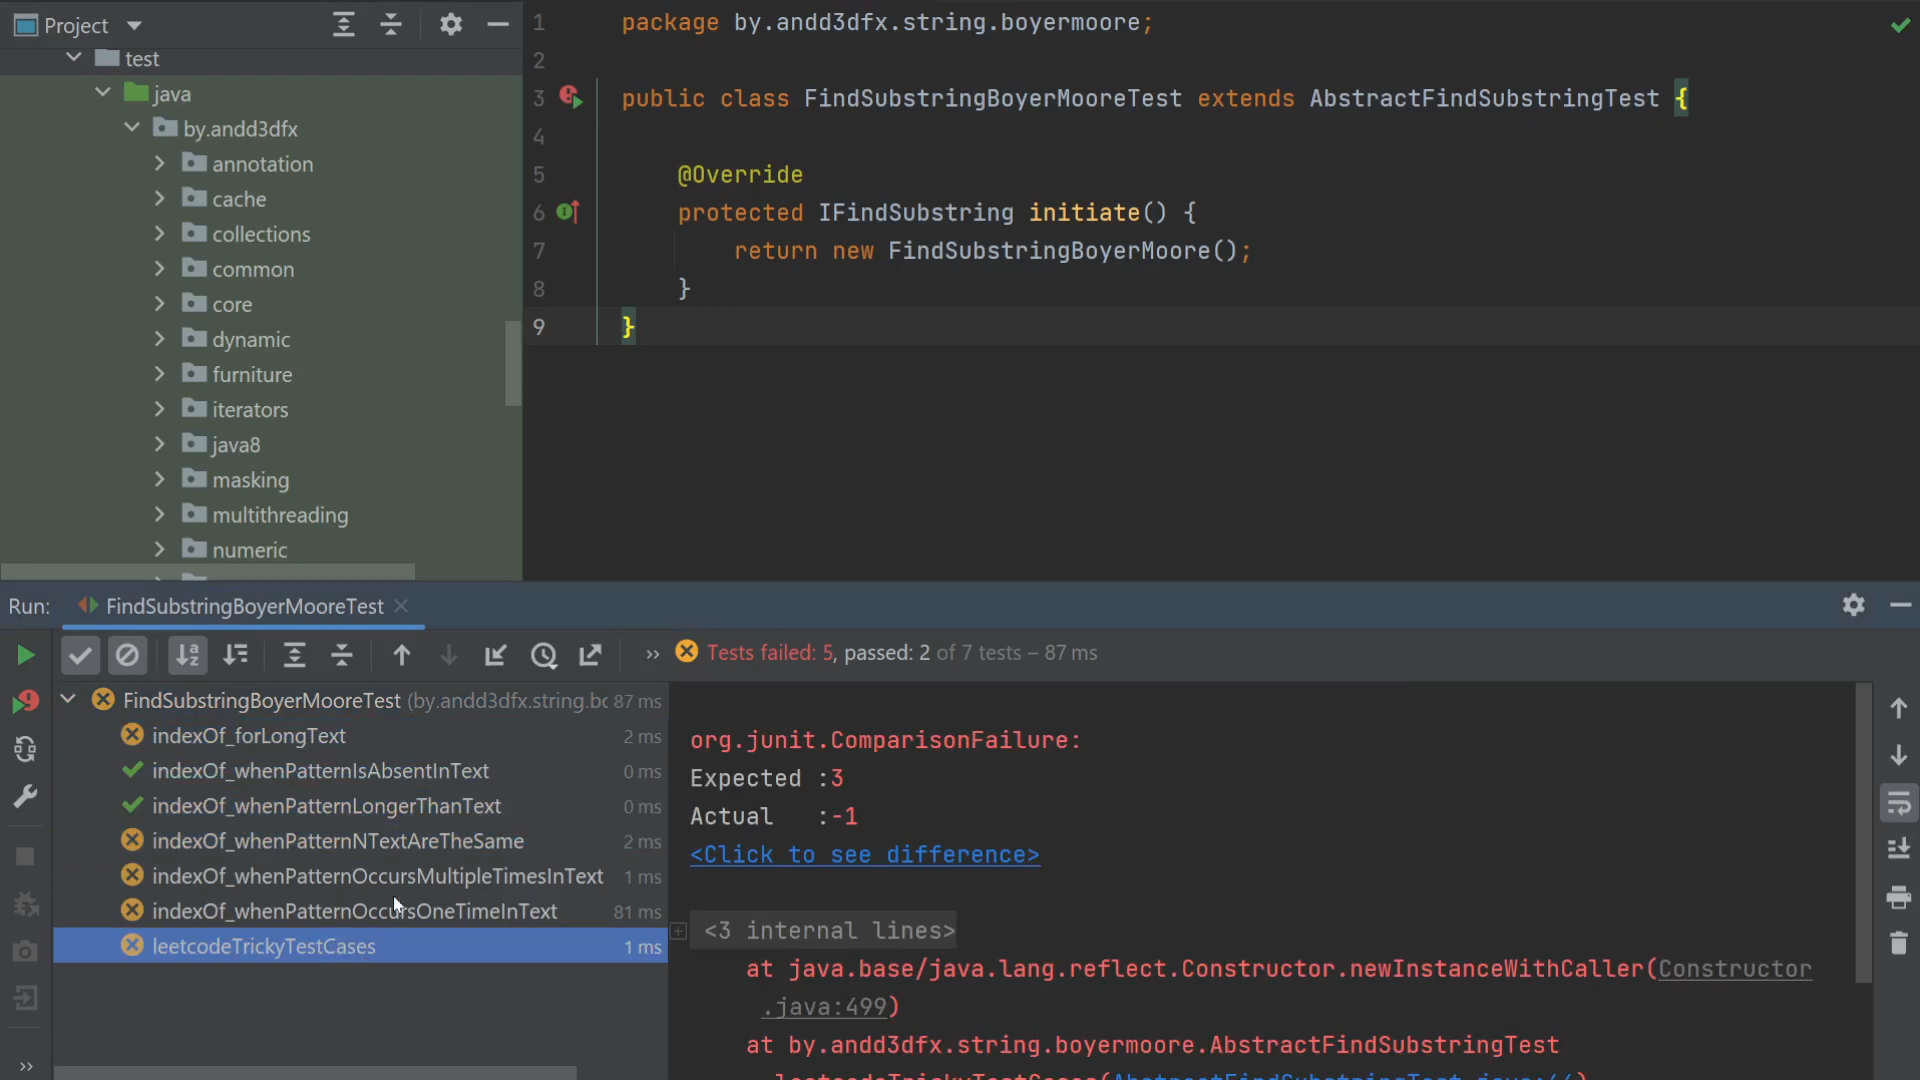 Project
test
java
by.andd3dfx
annotation
cache
collections
common
core
dynamic
furniture
iterators
java8
masking
multithreading
numeric
1 package by.andd3dfx.string.boyermoore;
2
3 public class FindSubstringBoyerMooreTest extends AbstractFindSubstringTest {
4
5 @Override
6 protected IFindSubstring initiate() {
7 return new FindSubstringBoyerMoore();
8 }
9 }
Run: FindSubstringBoyerMooreTest
Tests failed: 5, passed: 2 of 7 tests – 87 ms
FindSubstringBoyerMooreTest (by.andd3dfx.string.bc 87 ms
indexOf_forLongText 2 ms
indexOf_whenPatternIsAbsentInText 0 ms
indexOf_whenPatternLongerThanText 0 ms
indexOf_whenPatternNTextAreTheSame 2 ms
indexOf_whenPatternOccursMultipleTimesInText 1 ms
indexOf_whenPatternOccursOneTimeInText 81 ms
leetcodeTrickyTestCases 1 ms
org.junit.ComparisonFailure:
Expected :3
Actual :-1
<Click to see difference>
<3 internal lines>
at java.base/java.lang.reflect.Constructor.newInstanceWithCaller(Constructor
.java:499)
at by.andd3dfx.string.boyermoore.AbstractFindSubstringTest